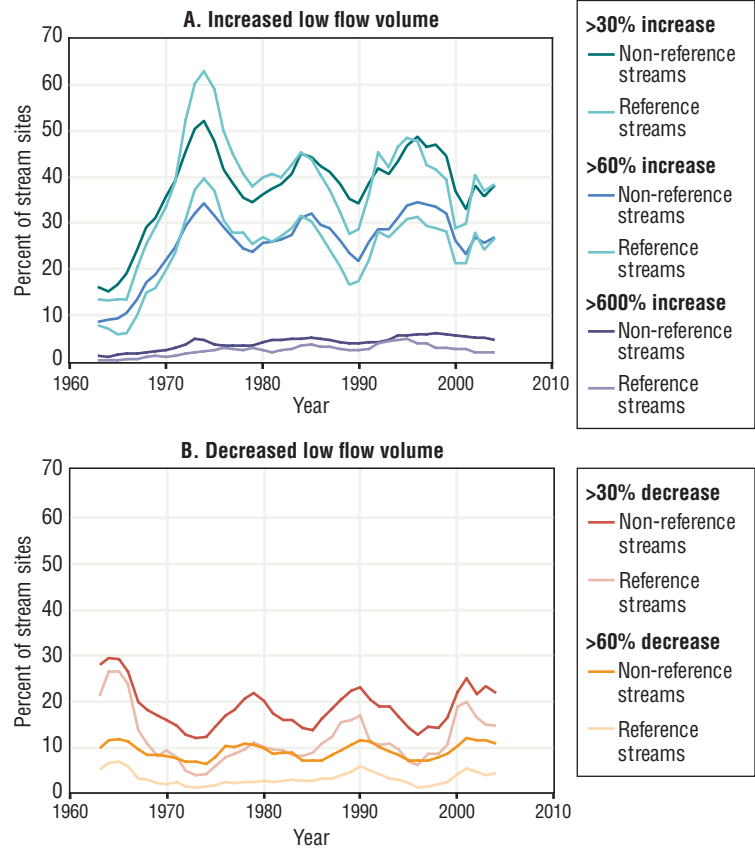 A. Increased low flow volume
70
60
50
40
30
20
10
0
Percent of stream sites
1960
1970
1980
1990
2000
2010
Year
>30% increase
Non-reference
streams
Reference
streams
>60% increase
Non-reference
streams
Reference
streams
>600% increase
Non-reference
streams
Reference
streams
B. Decreased low flow volume
70
60
50
40
30
20
10
0
Percent of stream sites
1960
1970
1980
1990
2000
2010
Year
>30% decrease
Non-reference
streams
Reference
streams
>60% decrease
Non-reference
streams
Reference
streams